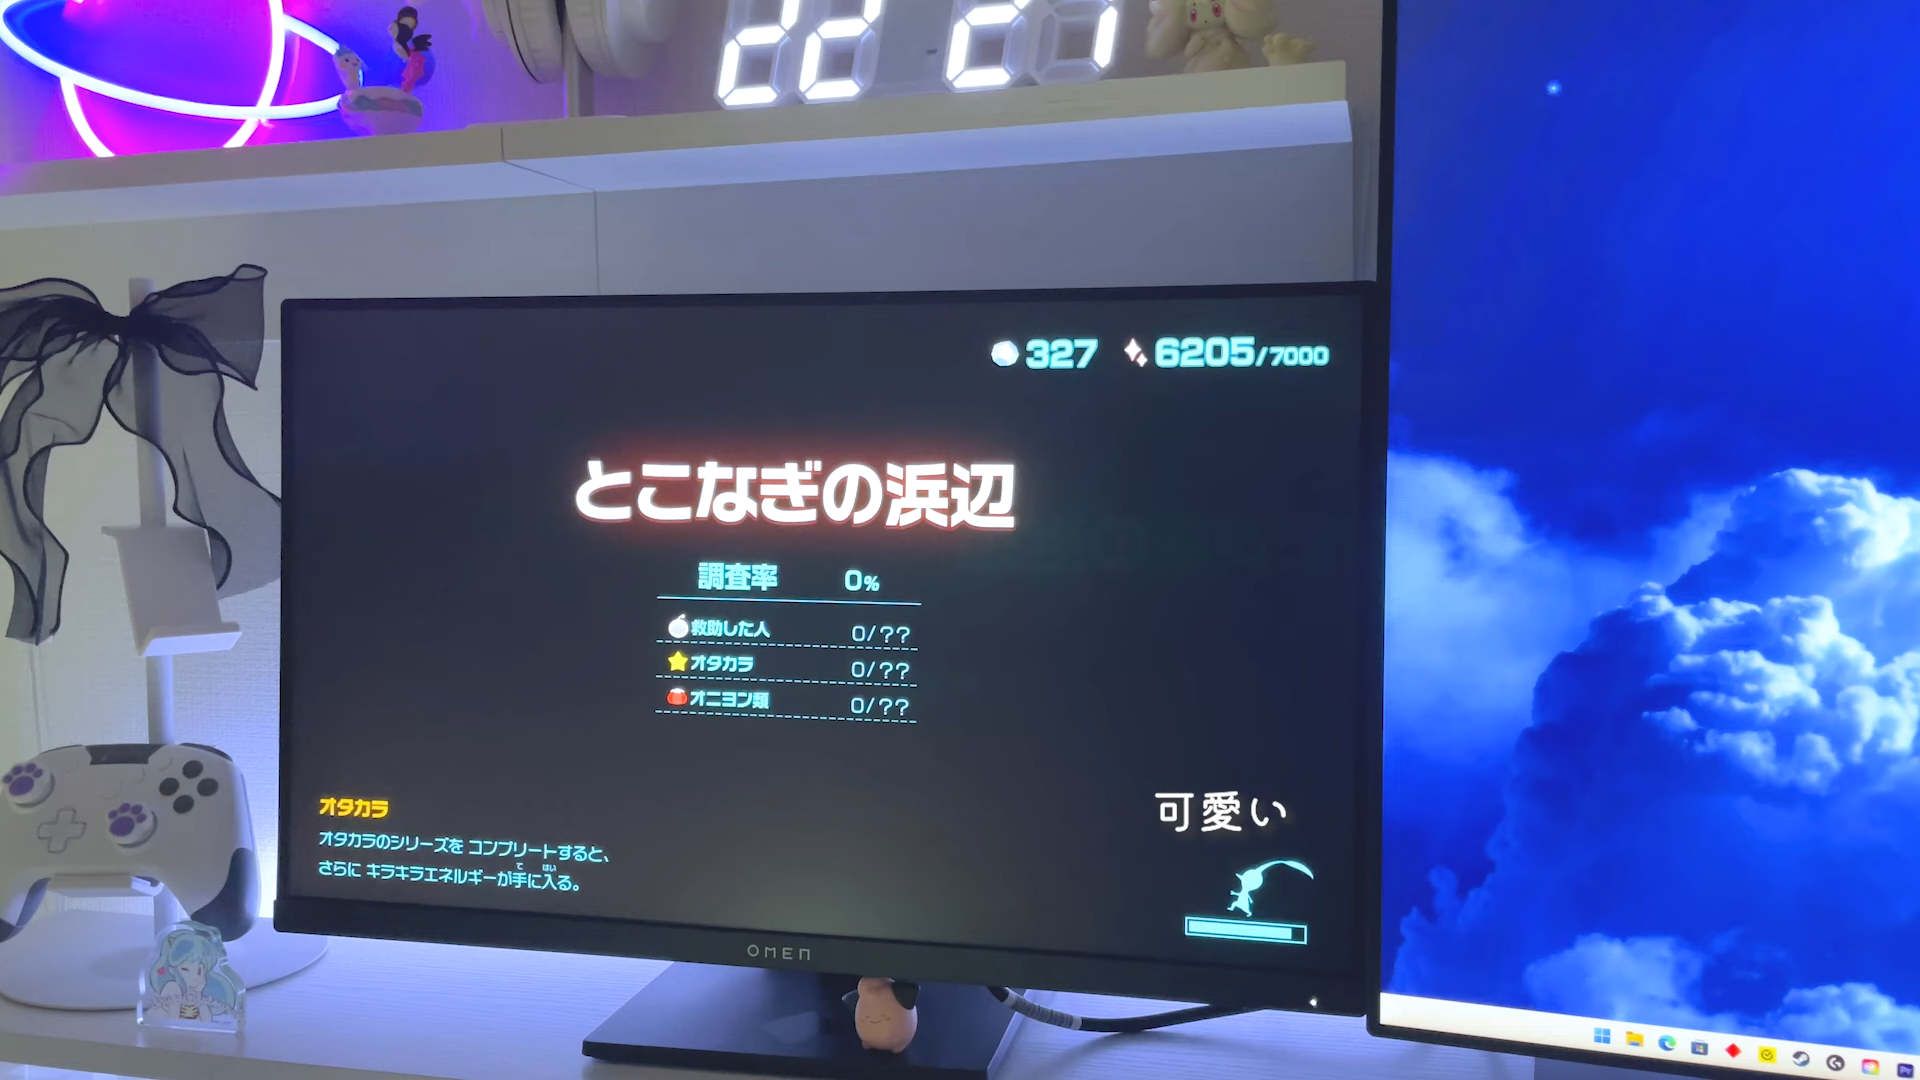 327 6205/7000
とこなぎの浜辺
調査率 0%
救助した人 0/??
オタカラ 0/??
オニヨン類 0/??
オタカラ
オタカラのシリーズを コンプリートすると、
さらに キラキラエネルギーが手に入る。
可愛い
OMEN